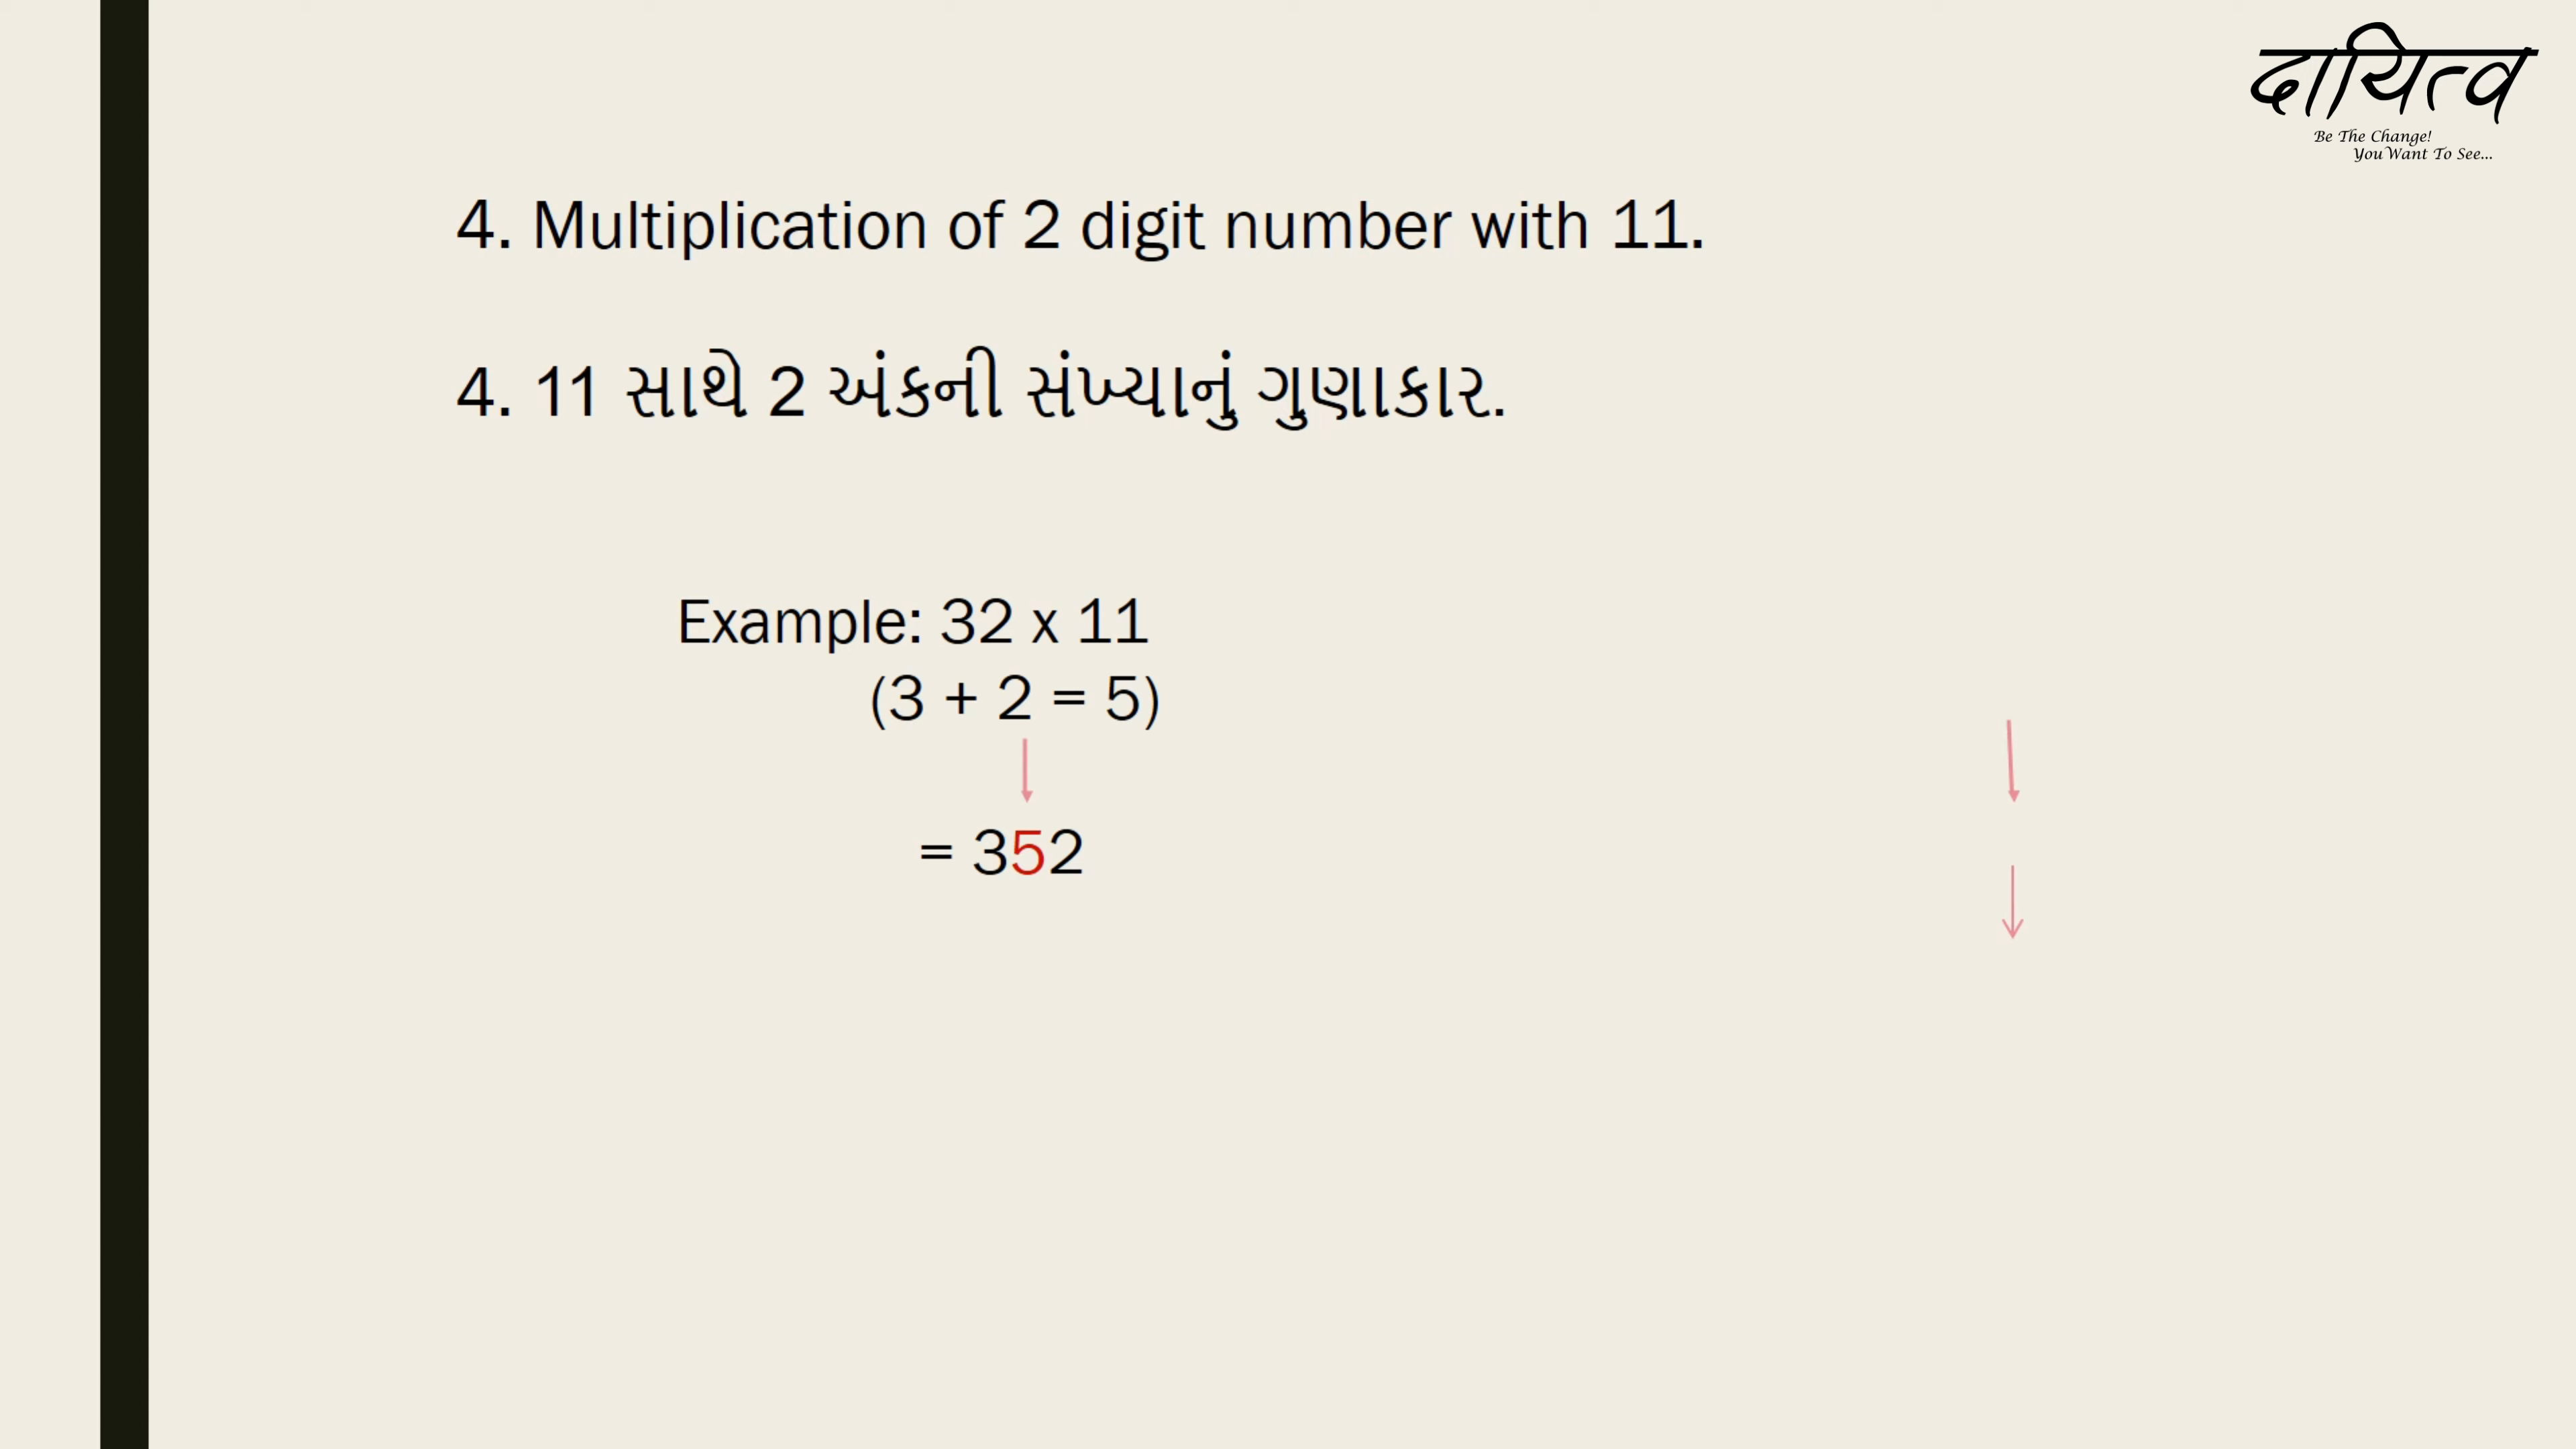 दायित्व
Be The Change!
You Want To See...
4. Multiplication of 2 digit number with 11.
4. 11 સાથે 2 અંકની સંખ્યાનું ગુણાકાર.
Example: 32 x 11
(3 + 2 = 5)
= 352